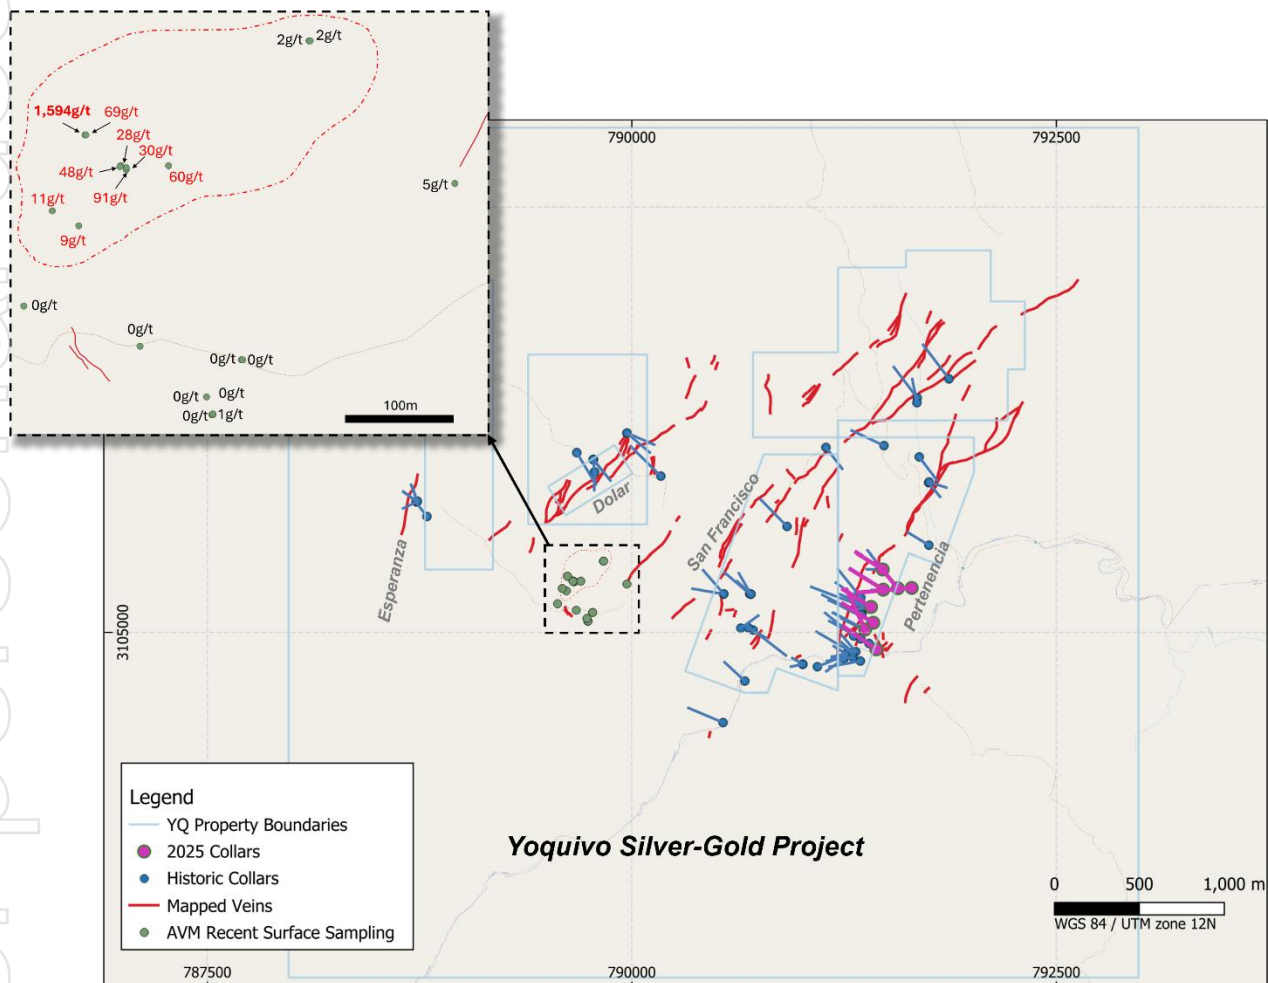 2g/t 2g/t
1,594g/t 69g/t
28g/t
30g/t
48g/t
60g/t
91g/t
11g/t
9g/t
5g/t
0g/t
0g/t
0g/t 0g/t
0g/t 0g/t
0g/t 1g/t
100m
790000
792500
Dolar
San Francisco
Esperanza
Pertenencia
3105000
Legend
YQ Property Boundaries
2025 Collars
Historic Collars
Mapped Veins
AVM Recent Surface Sampling
Yoquivo Silver-Gold Project
0 500 1,000 m
WGS 84 / UTM zone 12N
787500
790000
792500